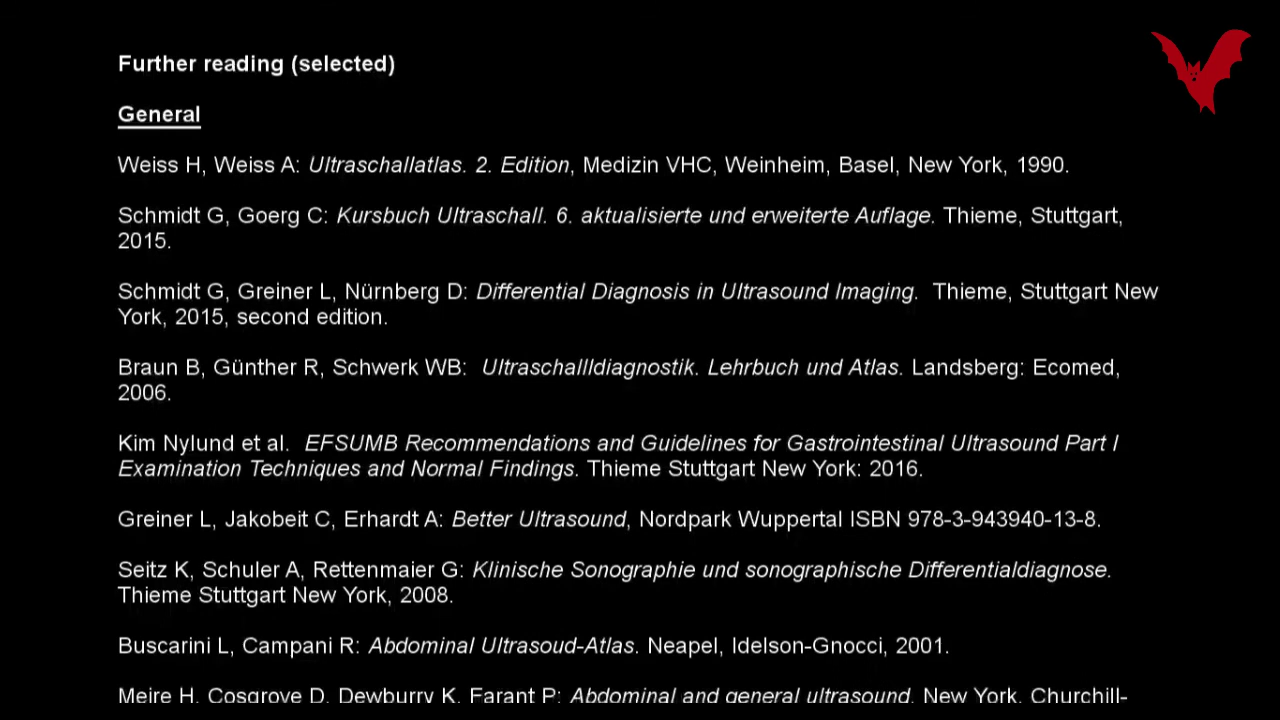 Further reading (selected)
General
Weiss H, Weiss A: Ultraschallatlas. 2. Edition, Medizin VHC, Weinheim, Basel, New York, 1990.
Schmidt G, Goerg C: Kursbuch Ultraschall. 6. aktualisierte und erweiterte Auflage. Thieme, Stuttgart,
2015.
Schmidt G, Greiner L, Nürnberg D: Differential Diagnosis in Ultrasound Imaging. Thieme, Stuttgart New
York, 2015, second edition.
Braun B, Günther R, Schwerk WB: Ultraschallldiagnostik. Lehrbuch und Atlas. Landsberg: Ecomed,
2006.
Kim Nylund et al. EFSUMB Recommendations and Guidelines for Gastrointestinal Ultrasound Part I
Examination Techniques and Normal Findings. Thieme Stuttgart New York: 2016.
Greiner L, Jakobeit C, Erhardt A: Better Ultrasound, Nordpark Wuppertal ISBN 978-3-943940-13-8.
Seitz K, Schuler A, Rettenmaier G: Klinische Sonographie und sonographische Differentialdiagnose.
Thieme Stuttgart New York, 2008.
Buscarini L, Campani R: Abdominal Ultrasoud-Atlas. Neapel, Idelson-Gnocci, 2001.
Meire H, Cosgrove D, Dewburry K, Farant P: Abdominal and general ultrasound. New York, Churchill-